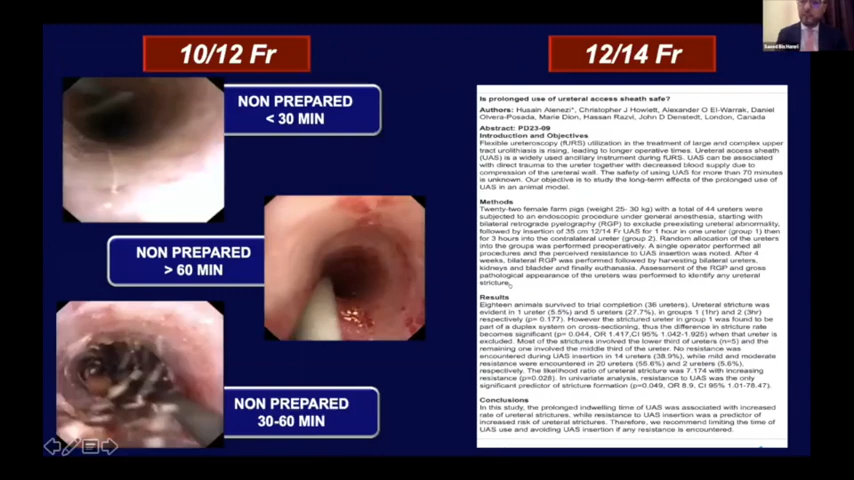 10/12 Fr
12/14 Fr
NON PREPARED
< 30 MIN
NON PREPARED
> 60 MIN
NON PREPARED
30-60 MIN
Is prolonged use of ureteral access sheath safe?
Authors: Husain Alenezi*, Christopher J Howlett, Alexander O El-Warrak, Daniel
Olvera-Posada, Marie Dion, Hassan Razvi, John D Denstedt, London, Canada
Abstract: PD23-09
Introduction and Objectives
Flexible ureteroscopy (fURS) utilization in the treatment of large and complex upper
tract urolithiasis is rising, leading to longer operative times. Ureteral access sheath
(UAS) is a widely used ancillary instrument during fURS. UAS can be associated
with direct trauma to the ureter together with decreased blood supply due to
compression of the ureteral wall. The safety of using UAS for more than 70 minutes
is unknown. Our objective is to study the long-term effects of the prolonged use of
UAS in an animal model.
Methods
Twenty-two female farm pigs (weight 25- 30 kg) with a total of 44 ureters were
subjected to an endoscopic procedure under general anesthesia, starting with
bilateral retrograde pyelography (RGP) to exclude preexisting ureteral abnormality,
followed by insertion of 35 cm 12/14 Fr UAS for 1 hour in one ureter (group 1) then
for 3 hours into the contralateral ureter (group 2). Random allocation of the ureters
into the groups was performed preoperatively. A single operator performed all
procedures and the perceived resistance to UAS insertion was noted. After 4
weeks, bilateral RGP was performed followed by harvesting bilateral ureters,
kidneys and bladder and finally euthanasia. Assessment of the RGP and gross
pathological appearance of the ureters was performed to identify any ureteral
stricture.
Results
Eighteen animals survived to trial completion (36 ureters). Ureteral stricture was
evident in 1 ureter (5.5%) and 5 ureters (27.7%), in groups 1 (1hr) and 2 (3hr)
respectively (p= 0.177). However the strictured ureter in group 1 was found to be
part of a duplex system on cross-sectioning, thus the difference in stricture rate
becomes significant (p= 0.044, OR 1.417,CI 95% 1.042-1.925) when that ureter is
excluded. Most of the strictures involved the lower third of ureters (n=5) and the
remaining one involved the middle third of the ureter. No resistance was
encountered during UAS insertion in 14 ureters (38.9%), while mild and moderate
resistance were encountered in 20 ureters (55.6%) and 2 ureters (5.6%),
respectively. The likelihood ratio of ureteral stricture was 7.174 with increasing
resistance (p=0.028). In univariate analysis, resistance to UAS was the only
significant predictor of stricture formation (p=0.049, OR 8.9, CI 95% 1.01-78.47).
Conclusions
In this study, the prolonged indwelling time of UAS was associated with increased
rate of ureteral strictures, while resistance to UAS insertion was a predictor of
increased risk of ureteral strictures. Therefore, we recommend limiting the time of
UAS use and avoiding UAS insertion if any resistance is encountered.